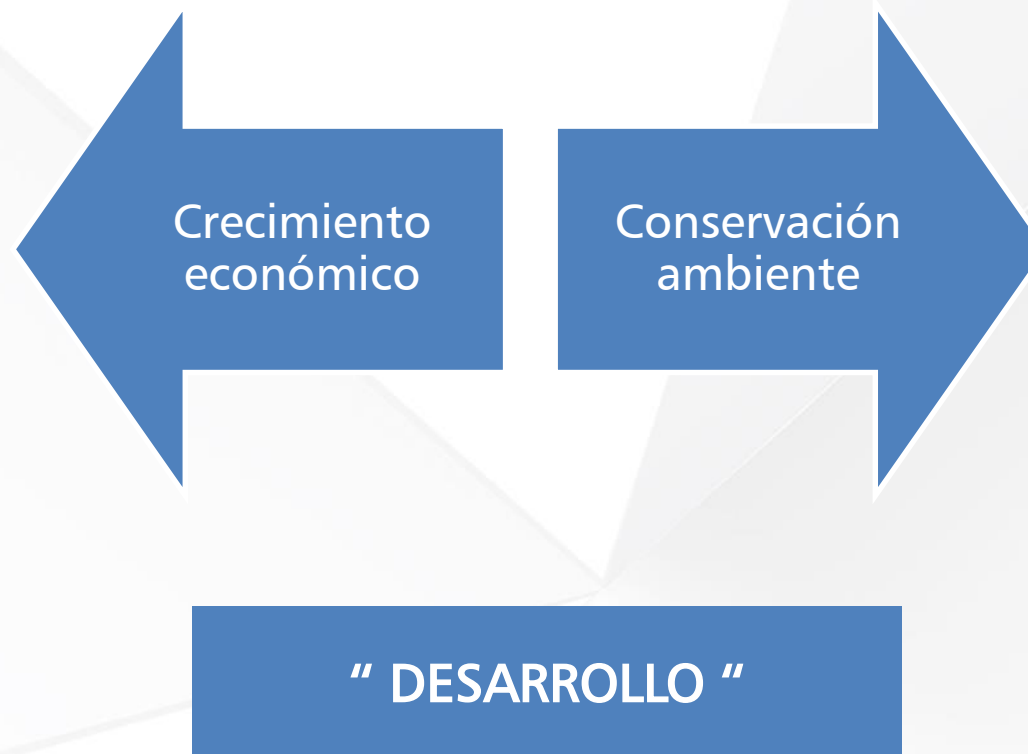 Crecimiento
económico
Conservación
ambiente
“ DESARROLLO “